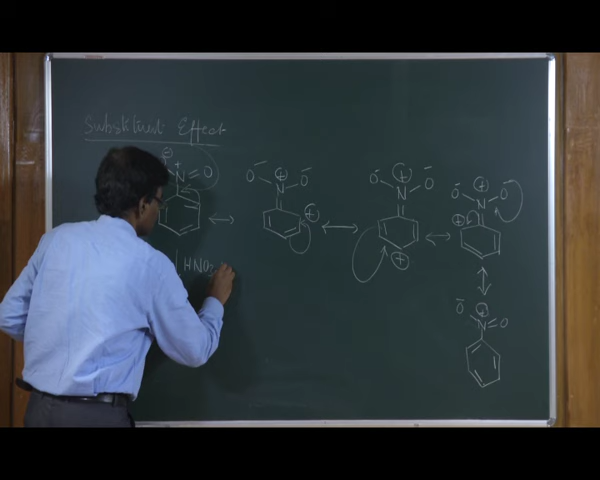 Substituent Effect
⊖ + N = O
O⁻ ⊕ N O⁻ ⊕
O⁻ ⊕ N O⁻ ⊕
O⁻ ⊕ N O⁻ ⊕
HNO3
O⁻ ⊕ N = O